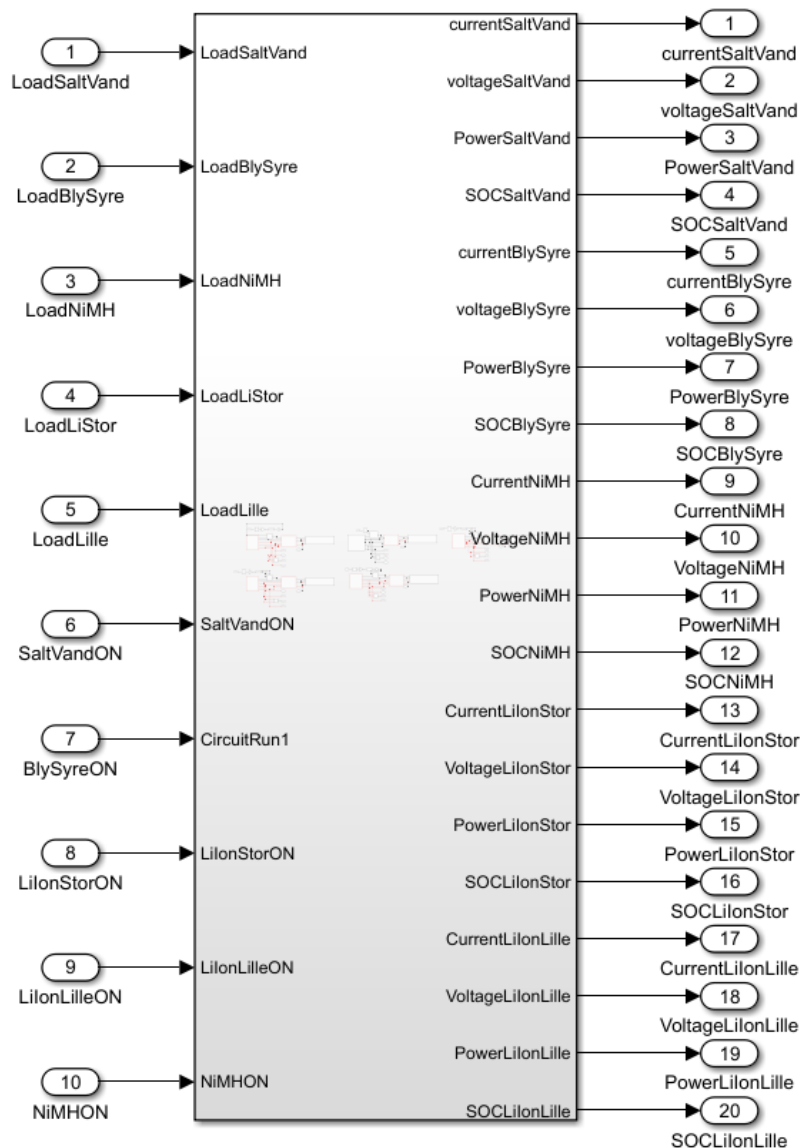 1
LoadSaltVand
2
LoadBlySyre
3
LoadNiMH
4
LoadLiStor
5
LoadLille
6
SaltVandON
7
BlySyreON
8
LiIonStorON
9
LiIonLilleON
10
NiMHON
LoadSaltVand
LoadBlySyre
LoadNiMH
LoadLiStor
LoadLille
SaltVandON
CircuitRun1
LiIonStorON
LiIonLilleON
NiMHON
currentSaltVand
voltageSaltVand
PowerSaltVand
SOCSaltVand
currentBlySyre
voltageBlySyre
PowerBlySyre
SOCBlySyre
CurrentNiMH
VoltageNiMH
PowerNiMH
SOCNiMH
CurrentLiIonStor
VoltageLiIonStor
PowerLiIonStor
SOCLiIonStor
CurrentLiIonLille
VoltageLiIonLille
PowerLiIonLille
SOCLiIonLille
1
currentSaltVand
2
voltageSaltVand
3
PowerSaltVand
4
SOCSaltVand
5
currentBlySyre
6
voltageBlySyre
7
PowerBlySyre
8
SOCBlySyre
9
CurrentNiMH
10
VoltageNiMH
11
PowerNiMH
12
SOCNiMH
13
CurrentLiIonStor
14
VoltageLiIonStor
15
PowerLiIonStor
16
SOCLiIonStor
17
CurrentLiIonLille
18
VoltageLiIonLille
19
PowerLiIonLille
20
SOCLiIonLille